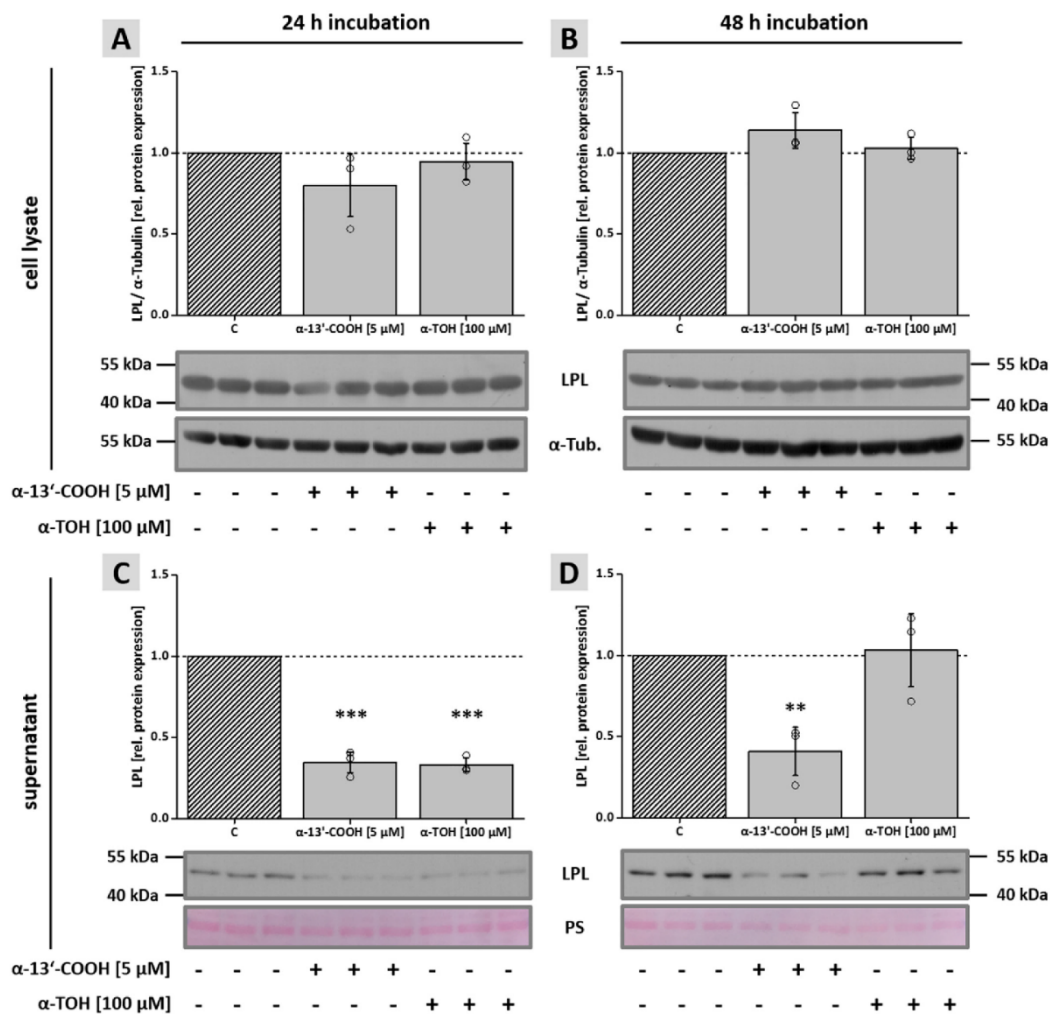 24 h incubation
48 h incubation
A
B
cell lysate
LPL/ α-Tubulin [rel. protein expression]
1.5
1.0
0.5
0.0
C
α-13'-COOH [5 µM]
α-TOH [100 µM]
LPL/ α-Tubulin [rel. protein expression]
1.5
1.0
0.5
0.0
C
α-13'-COOH [5 µM]
α-TOH [100 µM]
55 kDa
40 kDa
LPL
55 kDa
40 kDa
55 kDa
α-Tub.
55 kDa
α-13‘-COOH [5 µM] - - - + + + - - - - - - + + + - - -
α-TOH [100 µM] - - - - - - + + + - - - - - - + + +
C
D
supernatant
LPL [rel. protein expression]
1.5
1.0
0.5
0.0
***
***
C
α-13'-COOH [5 µM]
α-TOH [100 µM]
LPL [rel. protein expression]
1.5
1.0
0.5
0.0
**
C
α-13'-COOH [5 µM]
α-TOH [100 µM]
55 kDa
40 kDa
LPL
55 kDa
40 kDa
PS
α-13‘-COOH [5 µM] - - - + + + - - - - - - + + + - - -
α-TOH [100 µM] - - - - - - + + + - - - - - - + + +